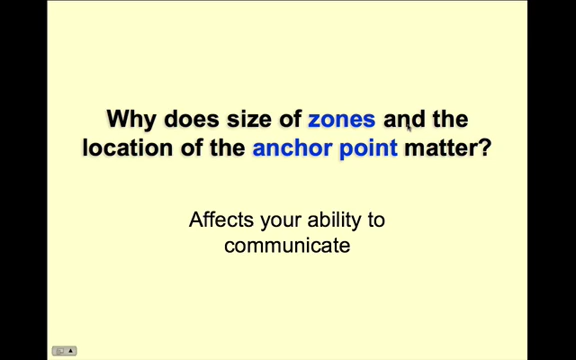 Why does size of zones and the
location of the anchor point matter?
Affects your ability to
communicate